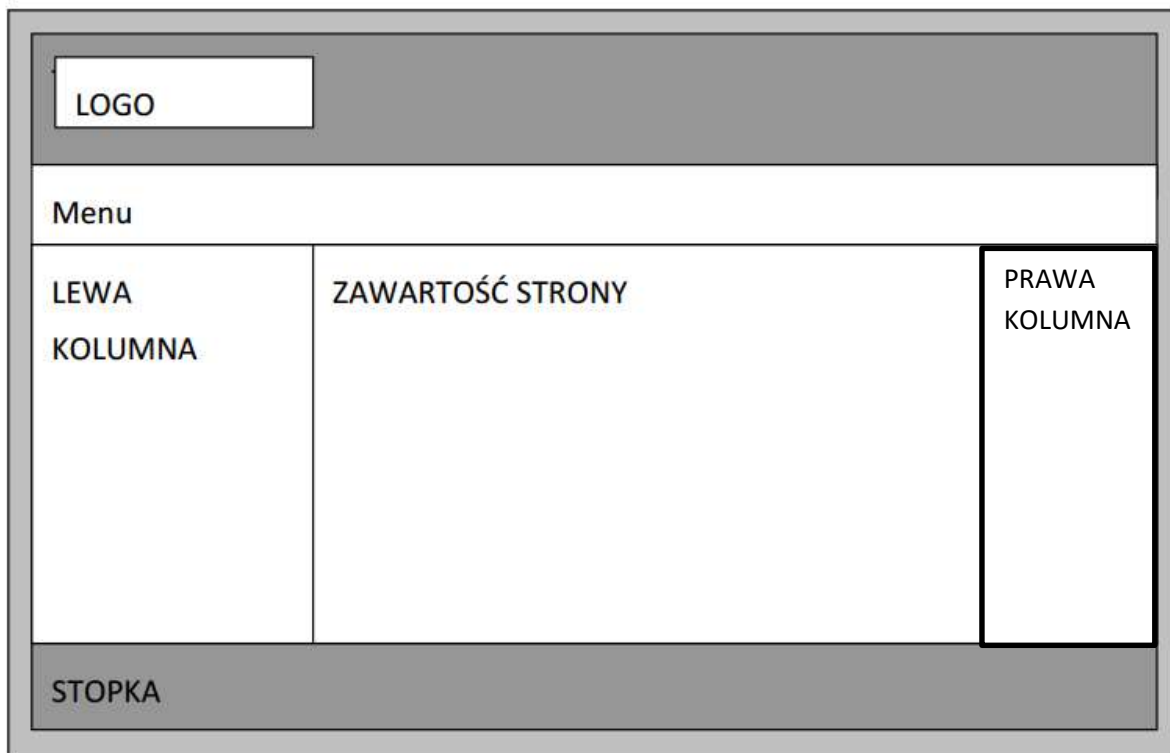 LOGO
Menu
LEWA
KOLUMNA
ZAWARTOŚĆ STRONY
PRAWA
KOLUMNA
STOPKA